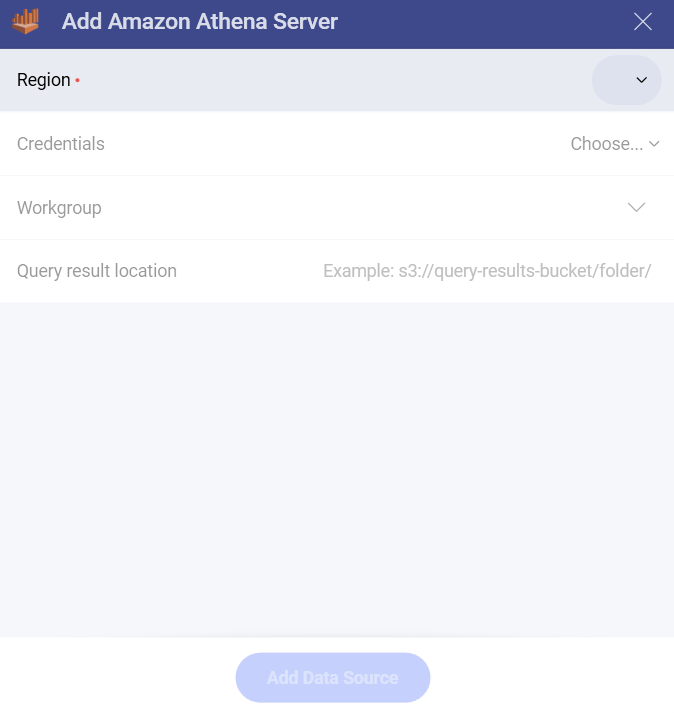 Add Amazon Athena Server
Region •
Credentials Choose...
Workgroup
Query result location Example: s3://query-results-bucket/folder/
Add Data Source